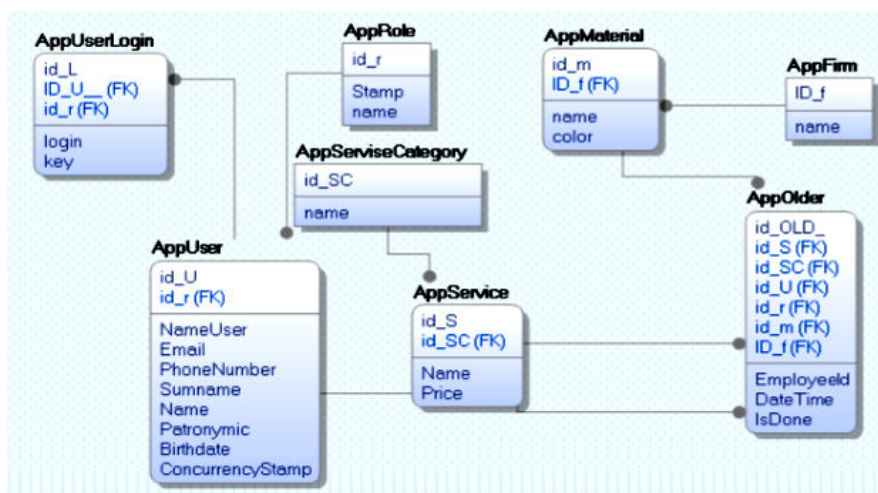 AppUserLogin
id_L
ID_U__ (FK)
id_r (FK)
login
key
AppRole
id_r
Stamp
name
AppMaterial
id_m
ID_f (FK)
name
color
AppFirm
ID_f
name
AppServiseCategory
id_SC
name
AppUser
id_U
id_r (FK)
NameUser
Email
PhoneNumber
Sumname
Name
Patronymic
Birthdate
ConcurrencyStamp
AppService
id_S
id_SC (FK)
Name
Price
AppOlder
id_OLD_
id_S (FK)
id_SC (FK)
id_U (FK)
id_r (FK)
id_m (FK)
ID_f (FK)
EmployeeId
DateTime
IsDone